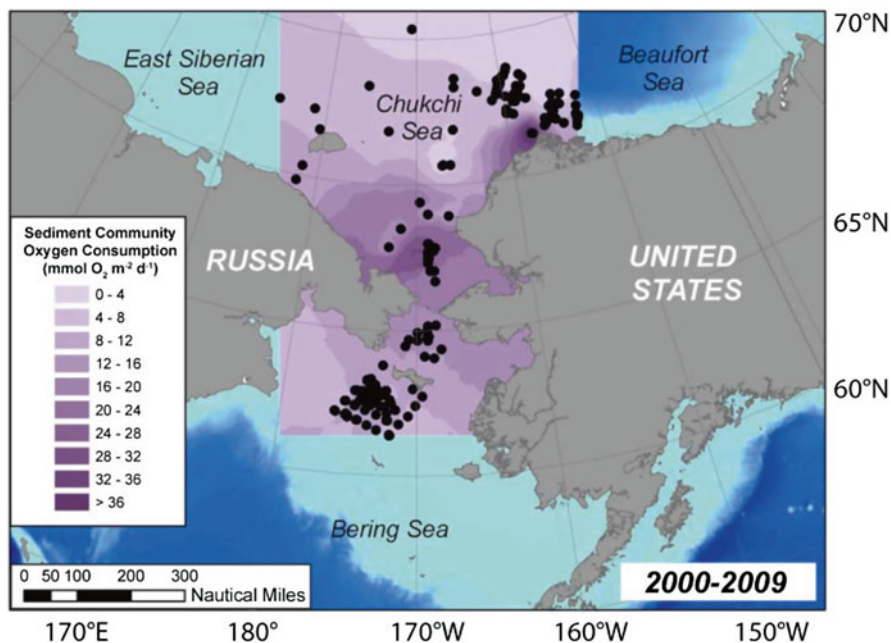 70°N
East Siberian
Sea
Beaufort
Sea
Chukchi
Sea
65°N
Sediment Community
Oxygen Consumption
(mmol O₂ m⁻² d⁻¹)
0 - 4
4 - 8
8 - 12
12 - 16
16 - 20
20 - 24
24 - 28
28 - 32
32 - 36
> 36
RUSSIA
UNITED
STATES
60°N
Bering Sea
0 50 100 200 300
Nautical Miles
2000-2009
170°E 180° 170°W 160°W 150°W